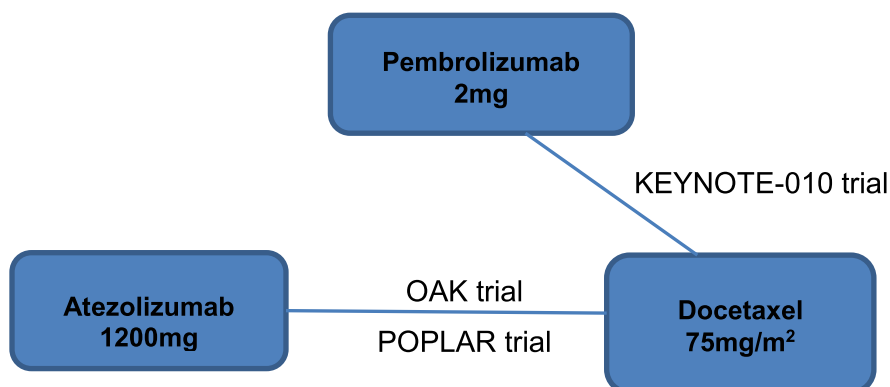 Pembrolizumab
2mg
KEYNOTE-010 trial
Atezolizumab
1200mg
OAK trial
POPLAR trial
Docetaxel
75mg/m²